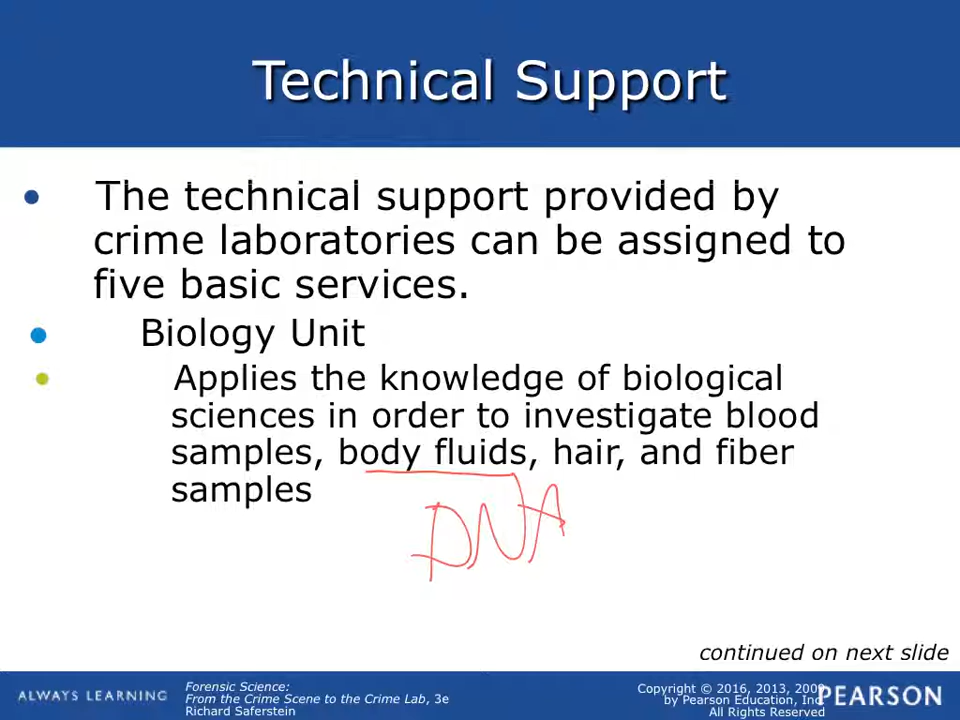 Technical Support
• The technical support provided by
crime laboratories can be assigned to
five basic services.
• Biology Unit
• Applies the knowledge of biological
sciences in order to investigate blood
samples, body fluids, hair, and fiber
samples
DNA
continued on next slide
ALWAYS LEARNING
Forensic Science:
From the Crime Scene to the Crime Lab, 3e
Richard Saferstein
Copyright © 2016, 2013, 2009
by Pearson Education, Inc.
All Rights Reserved
PEARSON